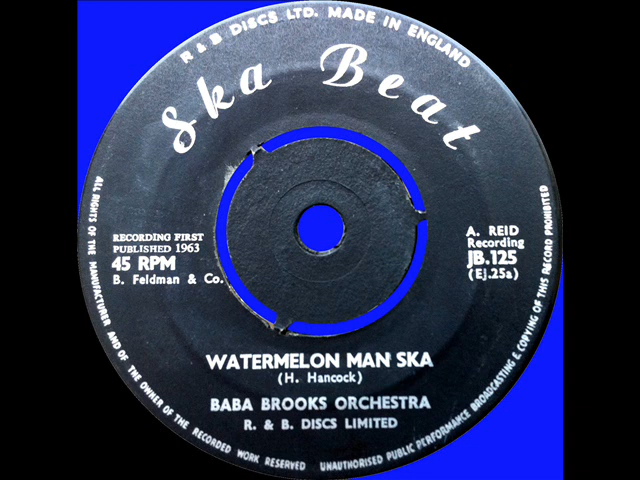 R & B DISCS LTD. MADE IN ENGLAND
Ska Beat
RECORDING FIRST
PUBLISHED 1963
45 RPM
B. Feldman & Co.
A. REID
Recording
JB.125
(Ej.25a)
WATERMELON MAN SKA
(H. Hancock)
BABA BROOKS ORCHESTRA
R. & B. DISCS LIMITED
ALL RIGHTS OF THE MANUFACTURER AND OF THE OWNER OF THE RECORDED WORK RESERVED UNAUTHORISED PUBLIC PERFORMANCE BROADCASTING & COPYING OF THIS RECORD PROHIBITED